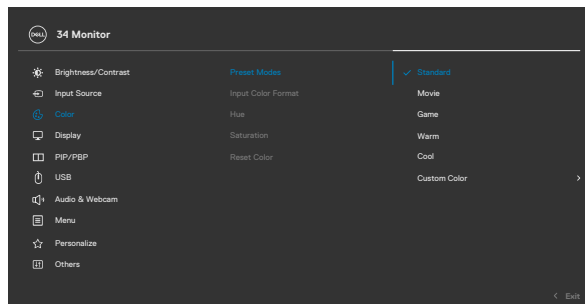 DELL 34 Monitor
Brightness/Contrast Preset Modes Standard
Input Source Input Color Format Movie
Color Hue Game
Display Saturation Warm
PIP/PBP Reset Color Cool
USB Custom Color
Audio & Webcam
Menu
Personalize
Others
Exit